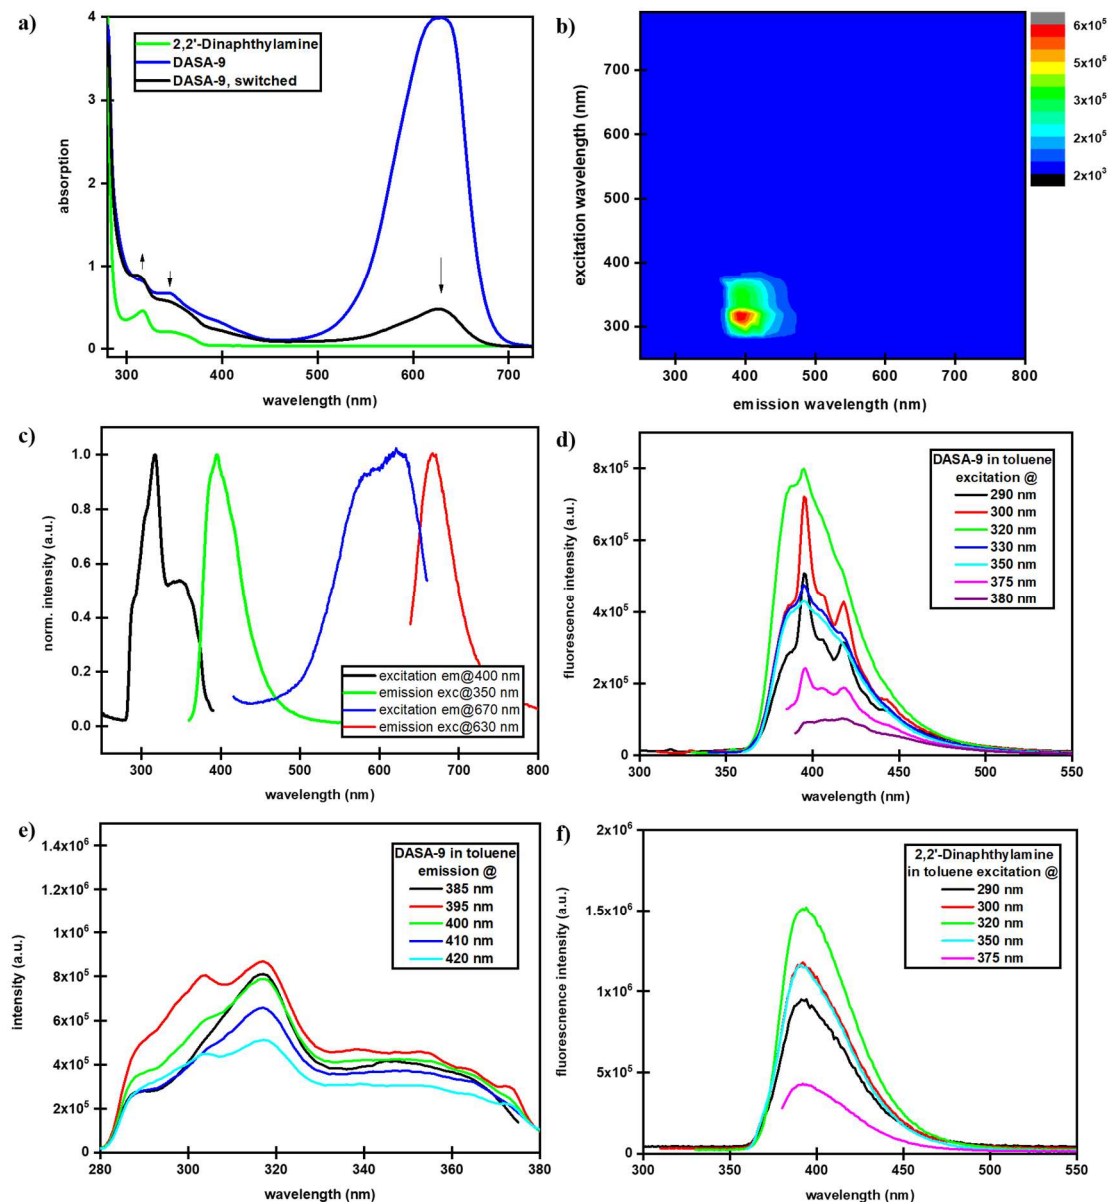 a)
4
3
2
1
0
absorption
2,2'-Dinaphthylamine
DASA-9
DASA-9, switched
300
400
500
600
700
wavelength (nm)
b)
700
600
500
400
300
excitation wavelength (nm)
300
400
500
600
700
800
emission wavelength (nm)
6x10⁵
5x10⁵
3x10⁵
2x10⁵
2x10³
c)
1.0
0.8
0.6
0.4
0.2
0.0
norm. intensity (a.u.)
excitation em@400 nm
emission exc@350 nm
excitation em@670 nm
emission exc@630 nm
300
400
500
600
700
800
wavelength (nm)
d)
8x10⁵
6x10⁵
4x10⁵
2x10⁵
0
fluorescence intensity (a.u.)
DASA-9 in toluene
excitation @
290 nm
300 nm
320 nm
330 nm
350 nm
375 nm
380 nm
300
350
400
450
500
550
wavelength (nm)
e)
1.4x10⁶
1.2x10⁶
1x10⁶
8x10⁵
6x10⁵
4x10⁵
2x10⁵
0
intensity (a.u.)
DASA-9 in toluene
emission @
385 nm
395 nm
400 nm
410 nm
420 nm
280
300
320
340
360
380
wavelength (nm)
f)
2x10⁶
1.5x10⁶
1x10⁶
5x10⁵
0
fluorescnence intensity (a.u.)
2,2'-Dinaphthylamine
in toluene excitation @
290 nm
300 nm
320 nm
350 nm
375 nm
300
350
400
450
500
550
wavelength (nm)